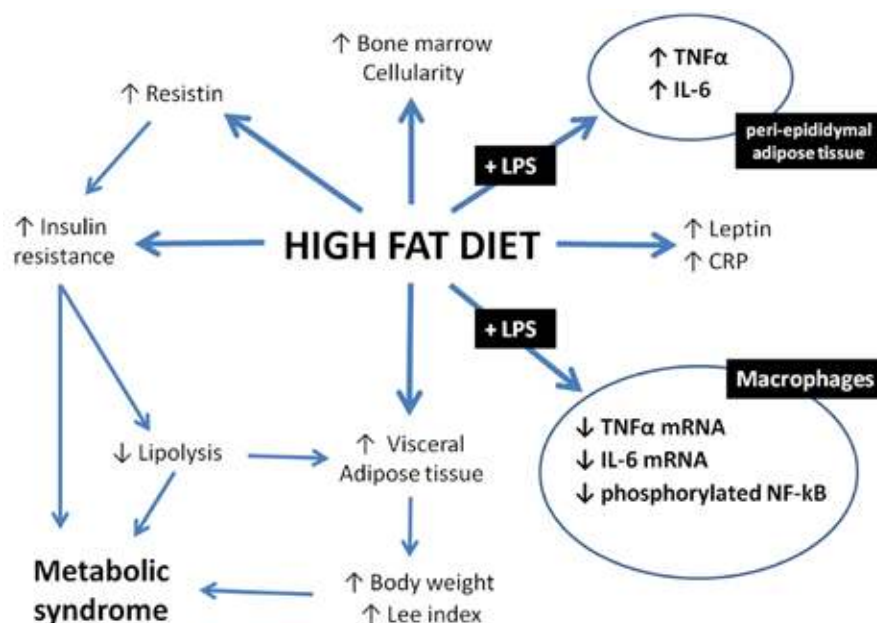 ↑ Bone marrow
Cellularity
↑ TNFα
↑ IL-6
peri-epididymal
adipose tissue
↑ Resistin
+ LPS
↑ Insulin
resistance
HIGH FAT DIET
↑ Leptin
↑ CRP
+ LPS
Macrophages
↓ TNFα mRNA
↓ IL-6 mRNA
↓ phosphorylated NF-kB
↓ Lipolysis
↑ Visceral
Adipose tissue
Metabolic
syndrome
↑ Body weight
↑ Lee index